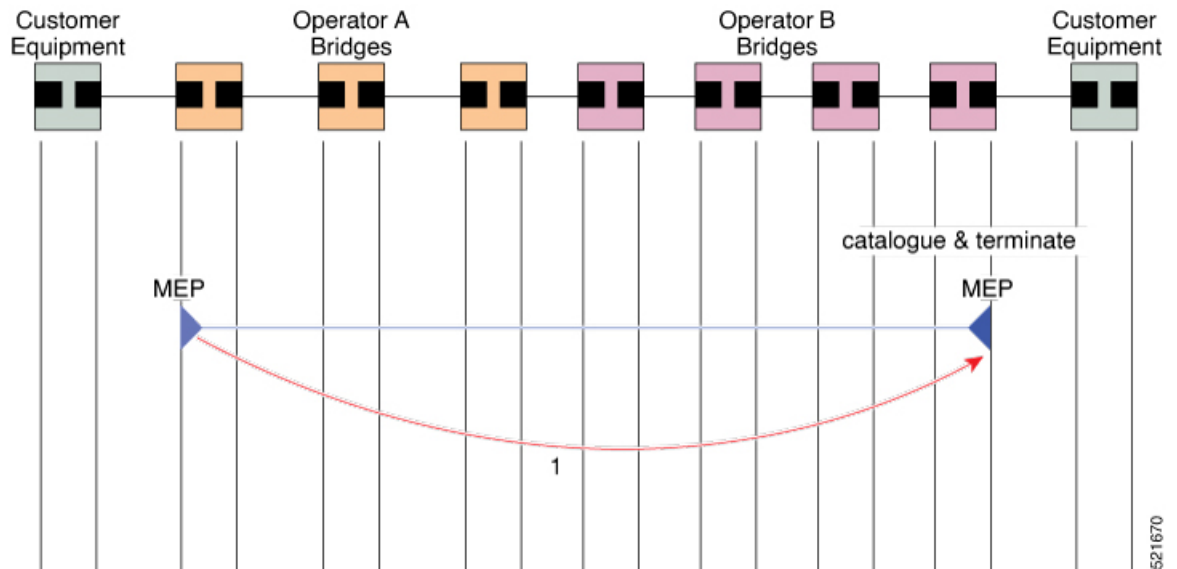 Customer
Equipment
Operator A
Bridges
Operator B
Bridges
Customer
Equipment
catalogue & terminate
MEP
MEP
1
521670